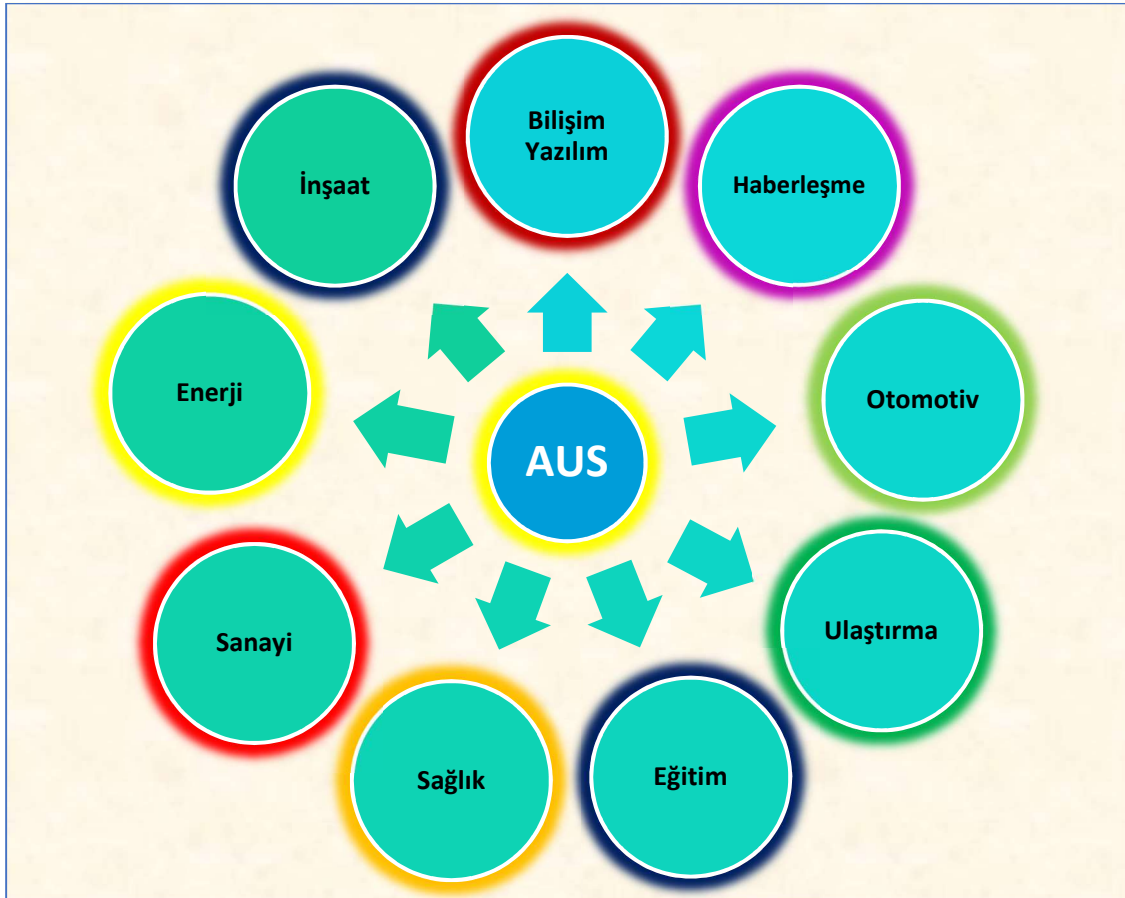 Bilişim
Yazılım
Haberleşme
Otomotiv
Ulaştırma
Eğitim
Sağlık
Sanayi
Enerji
İnşaat
AUS